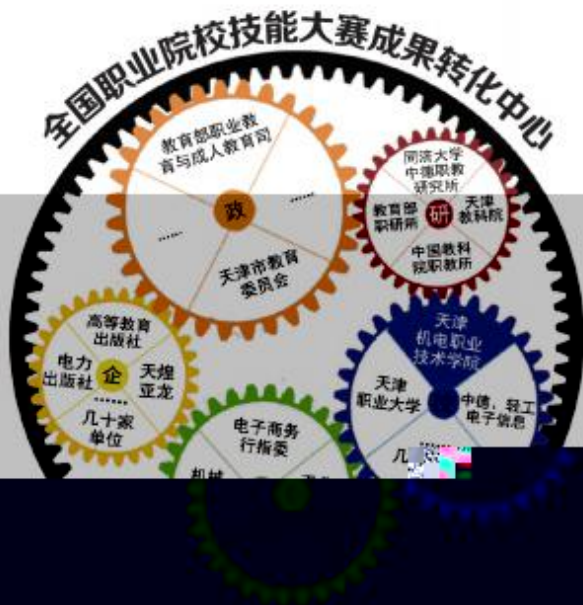 全国职业院校技能大赛成果转化中心
教育部职业教
育与成人教育司
......
政
......
天津市教育
委员会
同济大学
中德职教
研究所
教育部
职研所
研
天津
教科院
中国教科
院职教所
高等教育
出版社
电力
出版社
企
天煌
亚龙
......
几十家
单位
天津
机电职业
技术学院
天津
职业大学
中德，轻工
电子信息
......
几
电子商务
行指委
机械